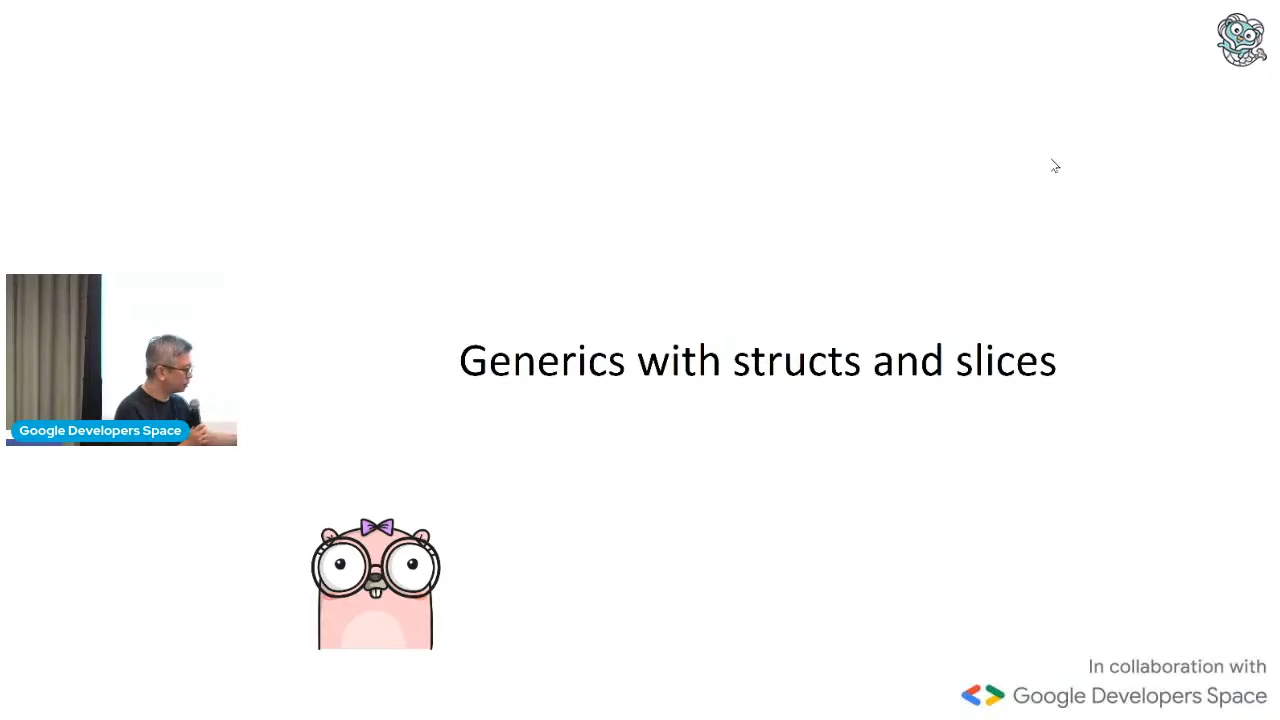 Generics with structs and slices
Google Developers Space
In collaboration with
Google Developers Space